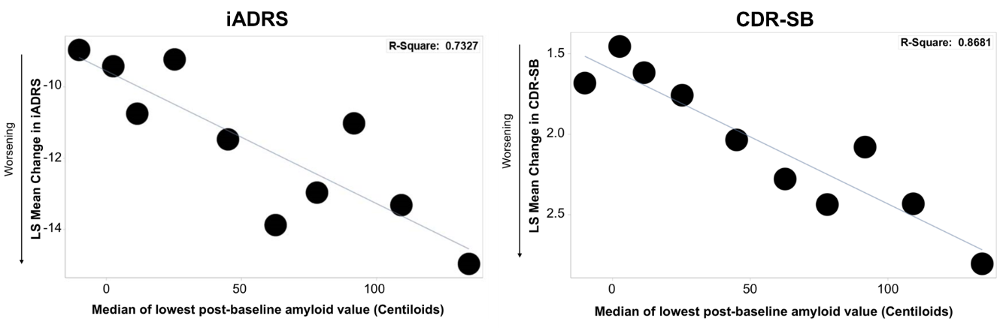 iADRS
R-Square: 0.7327
Worsening
LS Mean Change in iADRS
-10
-12
-14
0
50
100
Median of lowest post-baseline amyloid value (Centiloids)
CDR-SB
R-Square: 0.8681
Worsening
LS Mean Change in CDR-SB
1.5
2.0
2.5
0
50
100
Median of lowest post-baseline amyloid value (Centiloids)